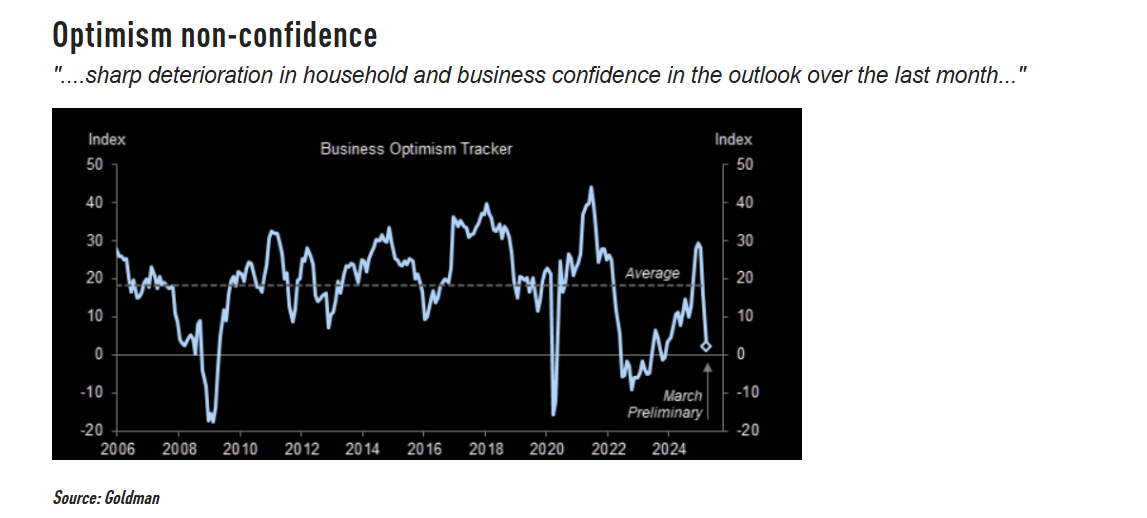 Optimism non-confidence
"....sharp deterioration in household and business confidence in the outlook over the last month..."
Index
Business Optimism Tracker
Index
50
50
40
40
30
30
Average
20
20
10
10
0
0
-10
-10
March
Preliminary
-20
-20
2006 2008 2010 2012 2014 2016 2018 2020 2022 2024
Source: Goldman